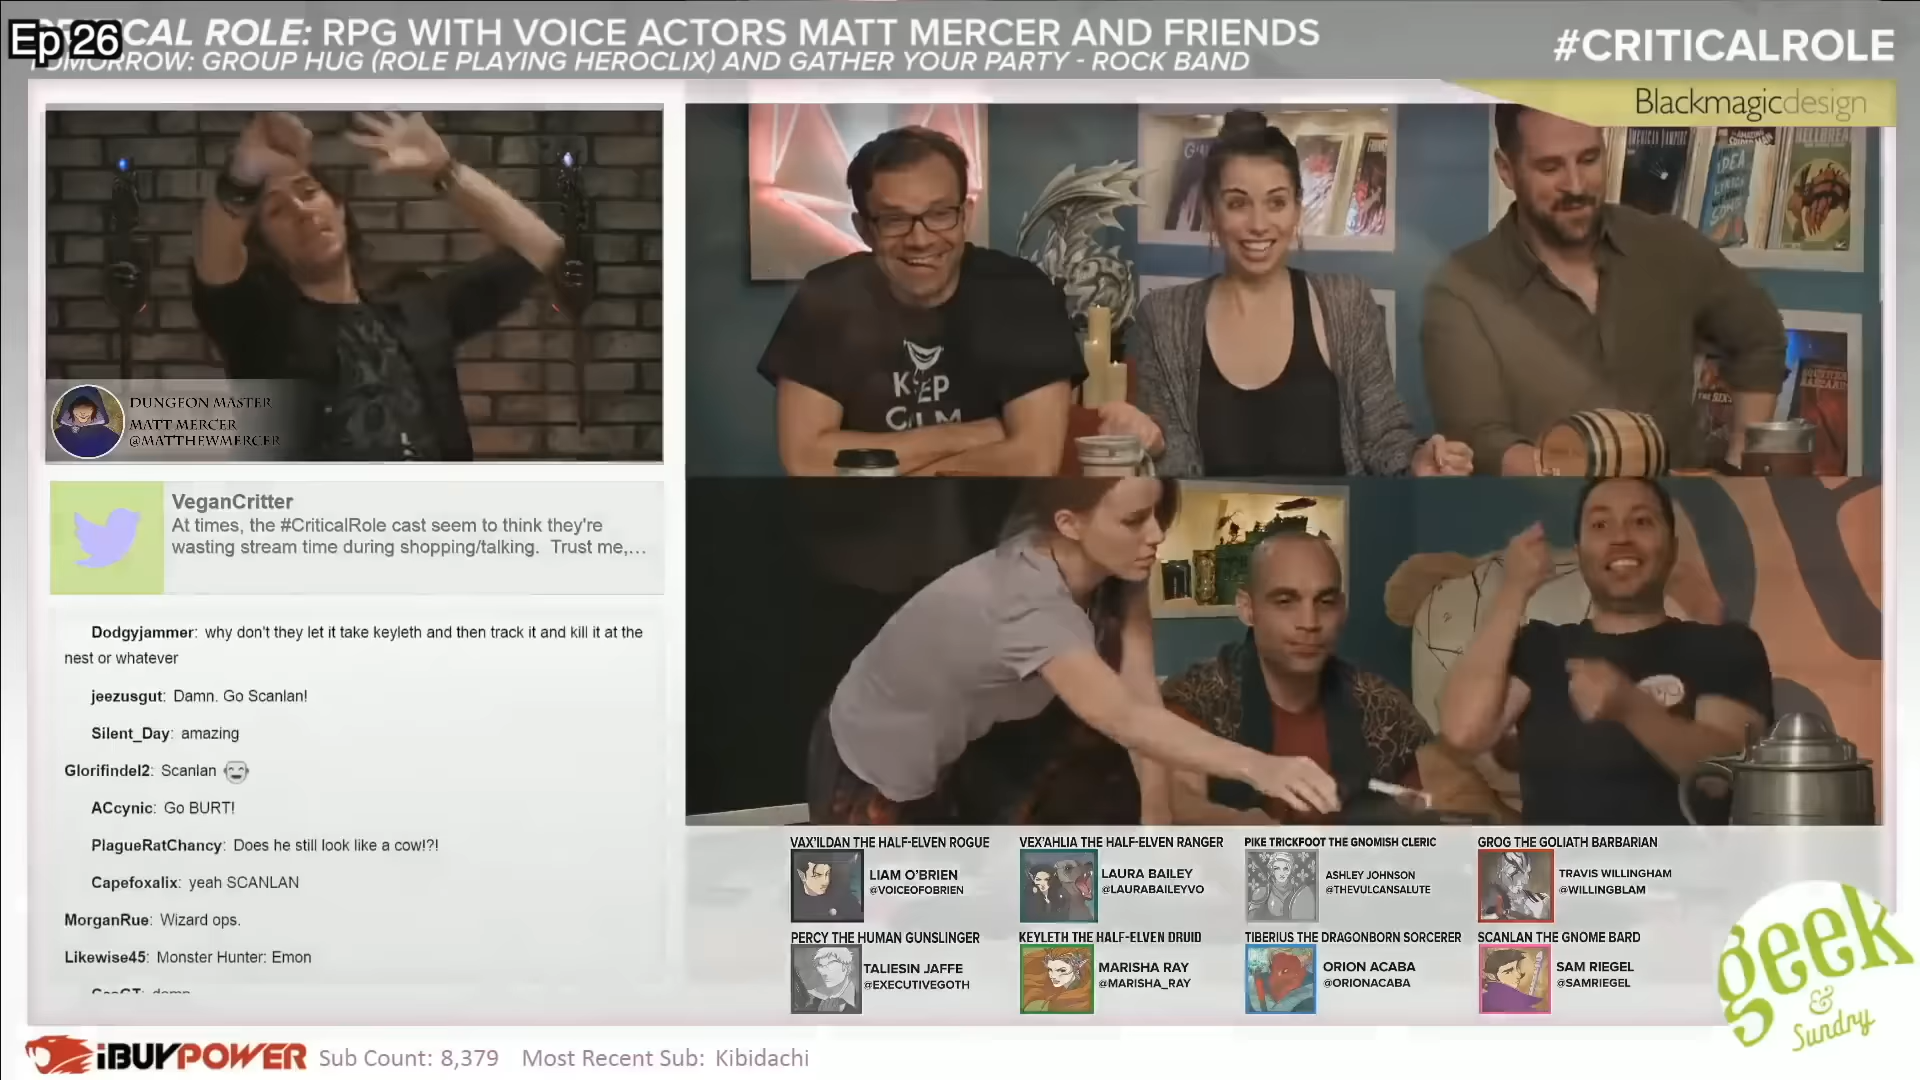 Ep 26
CAL ROLE: RPG WITH VOICE ACTORS MATT MERCER AND FRIENDS
OMORROW: GROUP HUG (ROLE PLAYING HEROCLIX) AND GATHER YOUR PARTY - ROCK BAND
#CRITICALROLE
Blackmagicdesign
KEEP
CALM
DUNGEON MASTER
MATT MERCER
@MATTHEWMERCER
VeganCritter
At times, the #CriticalRole cast seem to think they're
wasting stream time during shopping/talking. Trust me,...
Dodgyjammer: why don't they let it take keyleth and then track it and kill it at the
nest or whatever
jeezusgut: Damn. Go Scanlan!
Silent_Day: amazing
Glorifindel2: Scanlan
ACcynic: Go BURT!
PlagueRatChancy: Does he still look like a cow!?!
Capefoxalix: yeah SCANLAN
MorganRue: Wizard ops.
Likewise45: Monster Hunter: Emon
VAX'ILDAN THE HALF-ELVEN ROGUE
LIAM O'BRIEN
@VOICEOFOBRIEN
VEX'AHLIA THE HALF-ELVEN RANGER
LAURA BAILEY
@LAURABAILEYVO
PIKE TRICKFOOT THE GNOMISH CLERIC
ASHLEY JOHNSON
@THEVULCANSALUTE
GROG THE GOLIATH BARBARIAN
TRAVIS WILLINGHAM
@WILLINGBLAM
PERCY THE HUMAN GUNSLINGER
TALIESIN JAFFE
@EXECUTIVEGOTH
KEYLETH THE HALF-ELVEN DRUID
MARISHA RAY
@MARISHA_RAY
TIBERIUS THE DRAGONBORN SORCERER
ORION ACABA
@ORIONACABA
SCANLAN THE GNOME BARD
SAM RIEGEL
@SAMRIEGEL
geek
&
Sundry
iBUYPOWER
Sub Count: 8,379 Most Recent Sub: Kibidachi